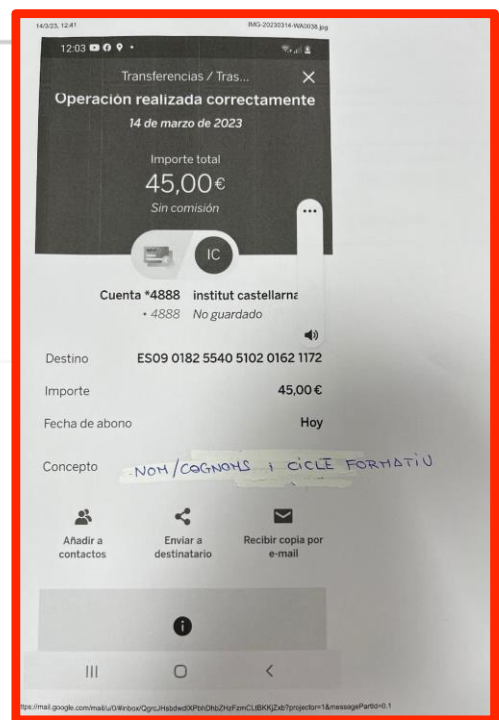 14/3/23, 12:41 IMG-20230314-WA0038.jpg
12:03
Transferencias / Tras...
Operación realizada correctamente
14 de marzo de 2023
Importe total
45,00€
Sin comisión
IC
Cuenta *4888 institut castellarna
• 4888 No guardado
Destino ES09 0182 5540 5102 0162 1172
Importe 45,00 €
Fecha de abono Hoy
Concepto NOM/COGNOMS i CICLE FORMATIU
Añadir a contactos
Enviar a destinatario
Recibir copia por e-mail